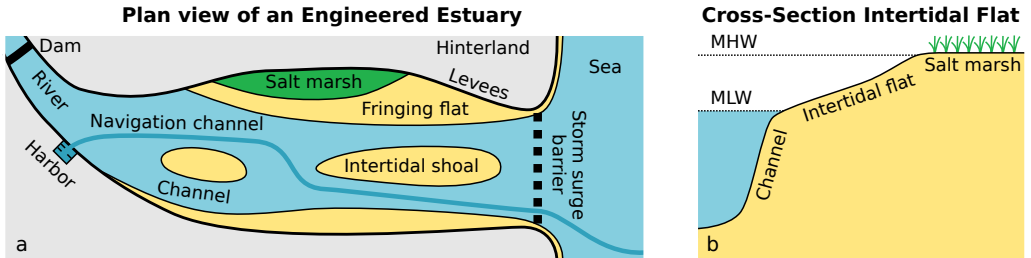 Plan view of an Engineered Estuary
Dam
Hinterland
Sea
River
Salt marsh
Levees
Fringing flat
Navigation channel
Harbor
Intertidal shoal
Channel
Storm surge
barrier
a
Cross-Section Intertidal Flat
MHW
Salt marsh
MLW
Intertidal flat
Channel
b